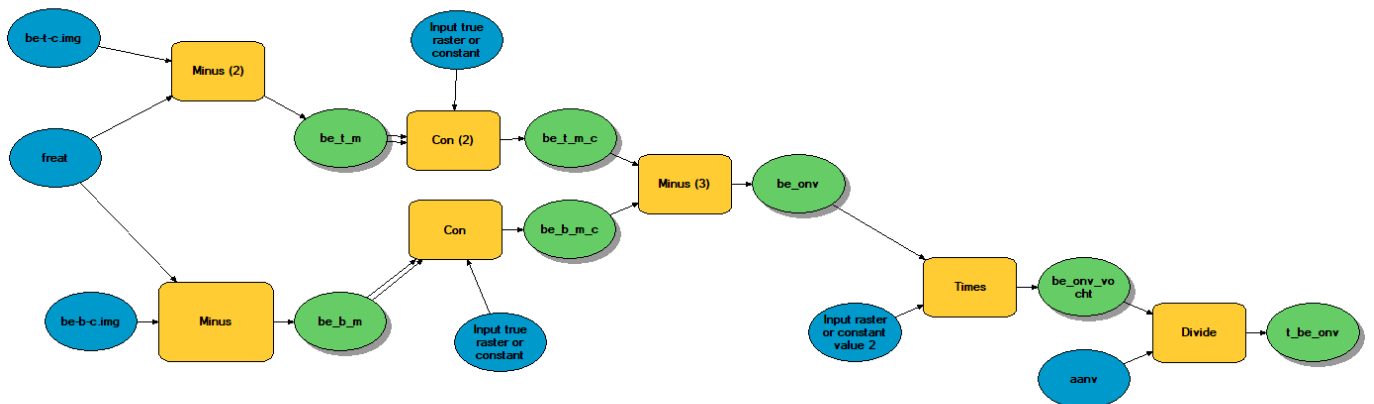 be-t-c.img
Minus (2)
Input true
raster or
constant
freat
be_t_m
Con (2)
be_t_m_c
Minus (3)
be_onv
Con
be_b_m_c
be-b-c.img
Minus
be_b_m
Input true
raster or
constant
Input raster
or constant
value 2
Times
be_onv_vo
cht
Divide
t_be_onv
aanv